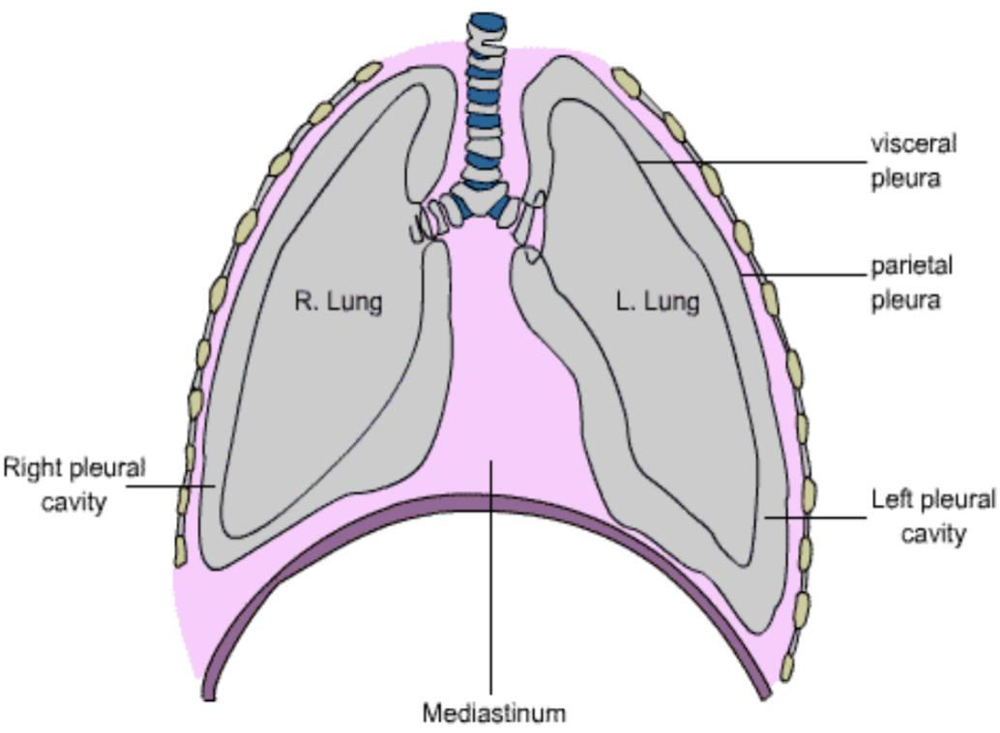 visceral
pleura
parietal
pleura
R. Lung
L. Lung
Right pleural
cavity
Left pleural
cavity
Mediastinum